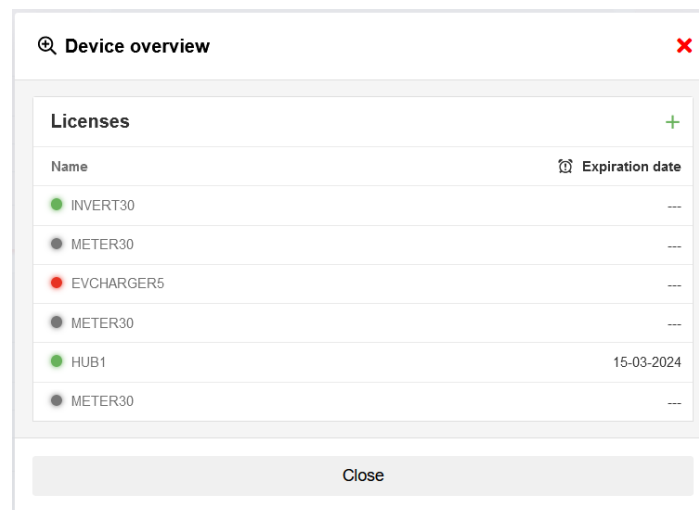 Device overview
Licenses
Name Expiration date
INVERT30 ---
METER30 ---
EVCHARGER5 ---
METER30 ---
HUB1 15-03-2024
METER30 ---
Close